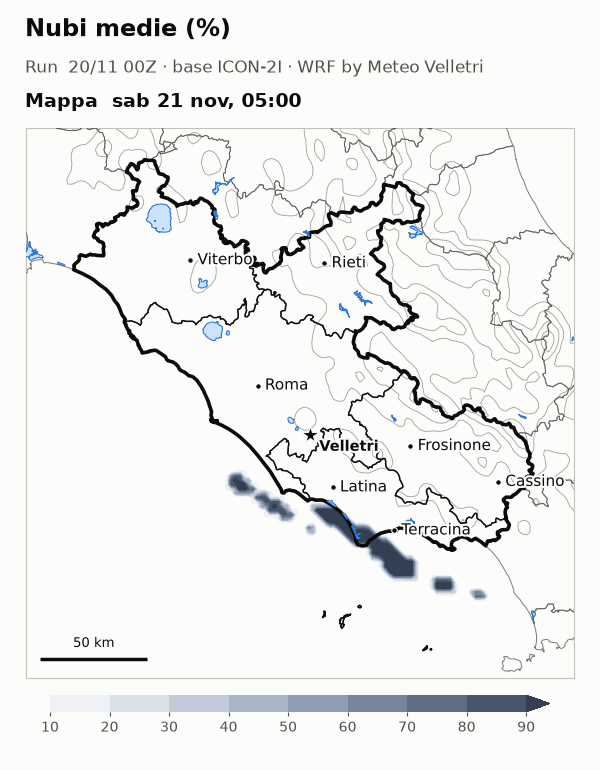 Nubi medie (%)
Run 20/11 00Z · base ICON-2I · WRF by Meteo Velletri
Mappa sab 21 nov, 05:00
Viterbo
Rieti
Roma
Velletri
Frosinone
Cassino
Latina
Terracina
50 km
10 20 30 40 50 60 70 80 90